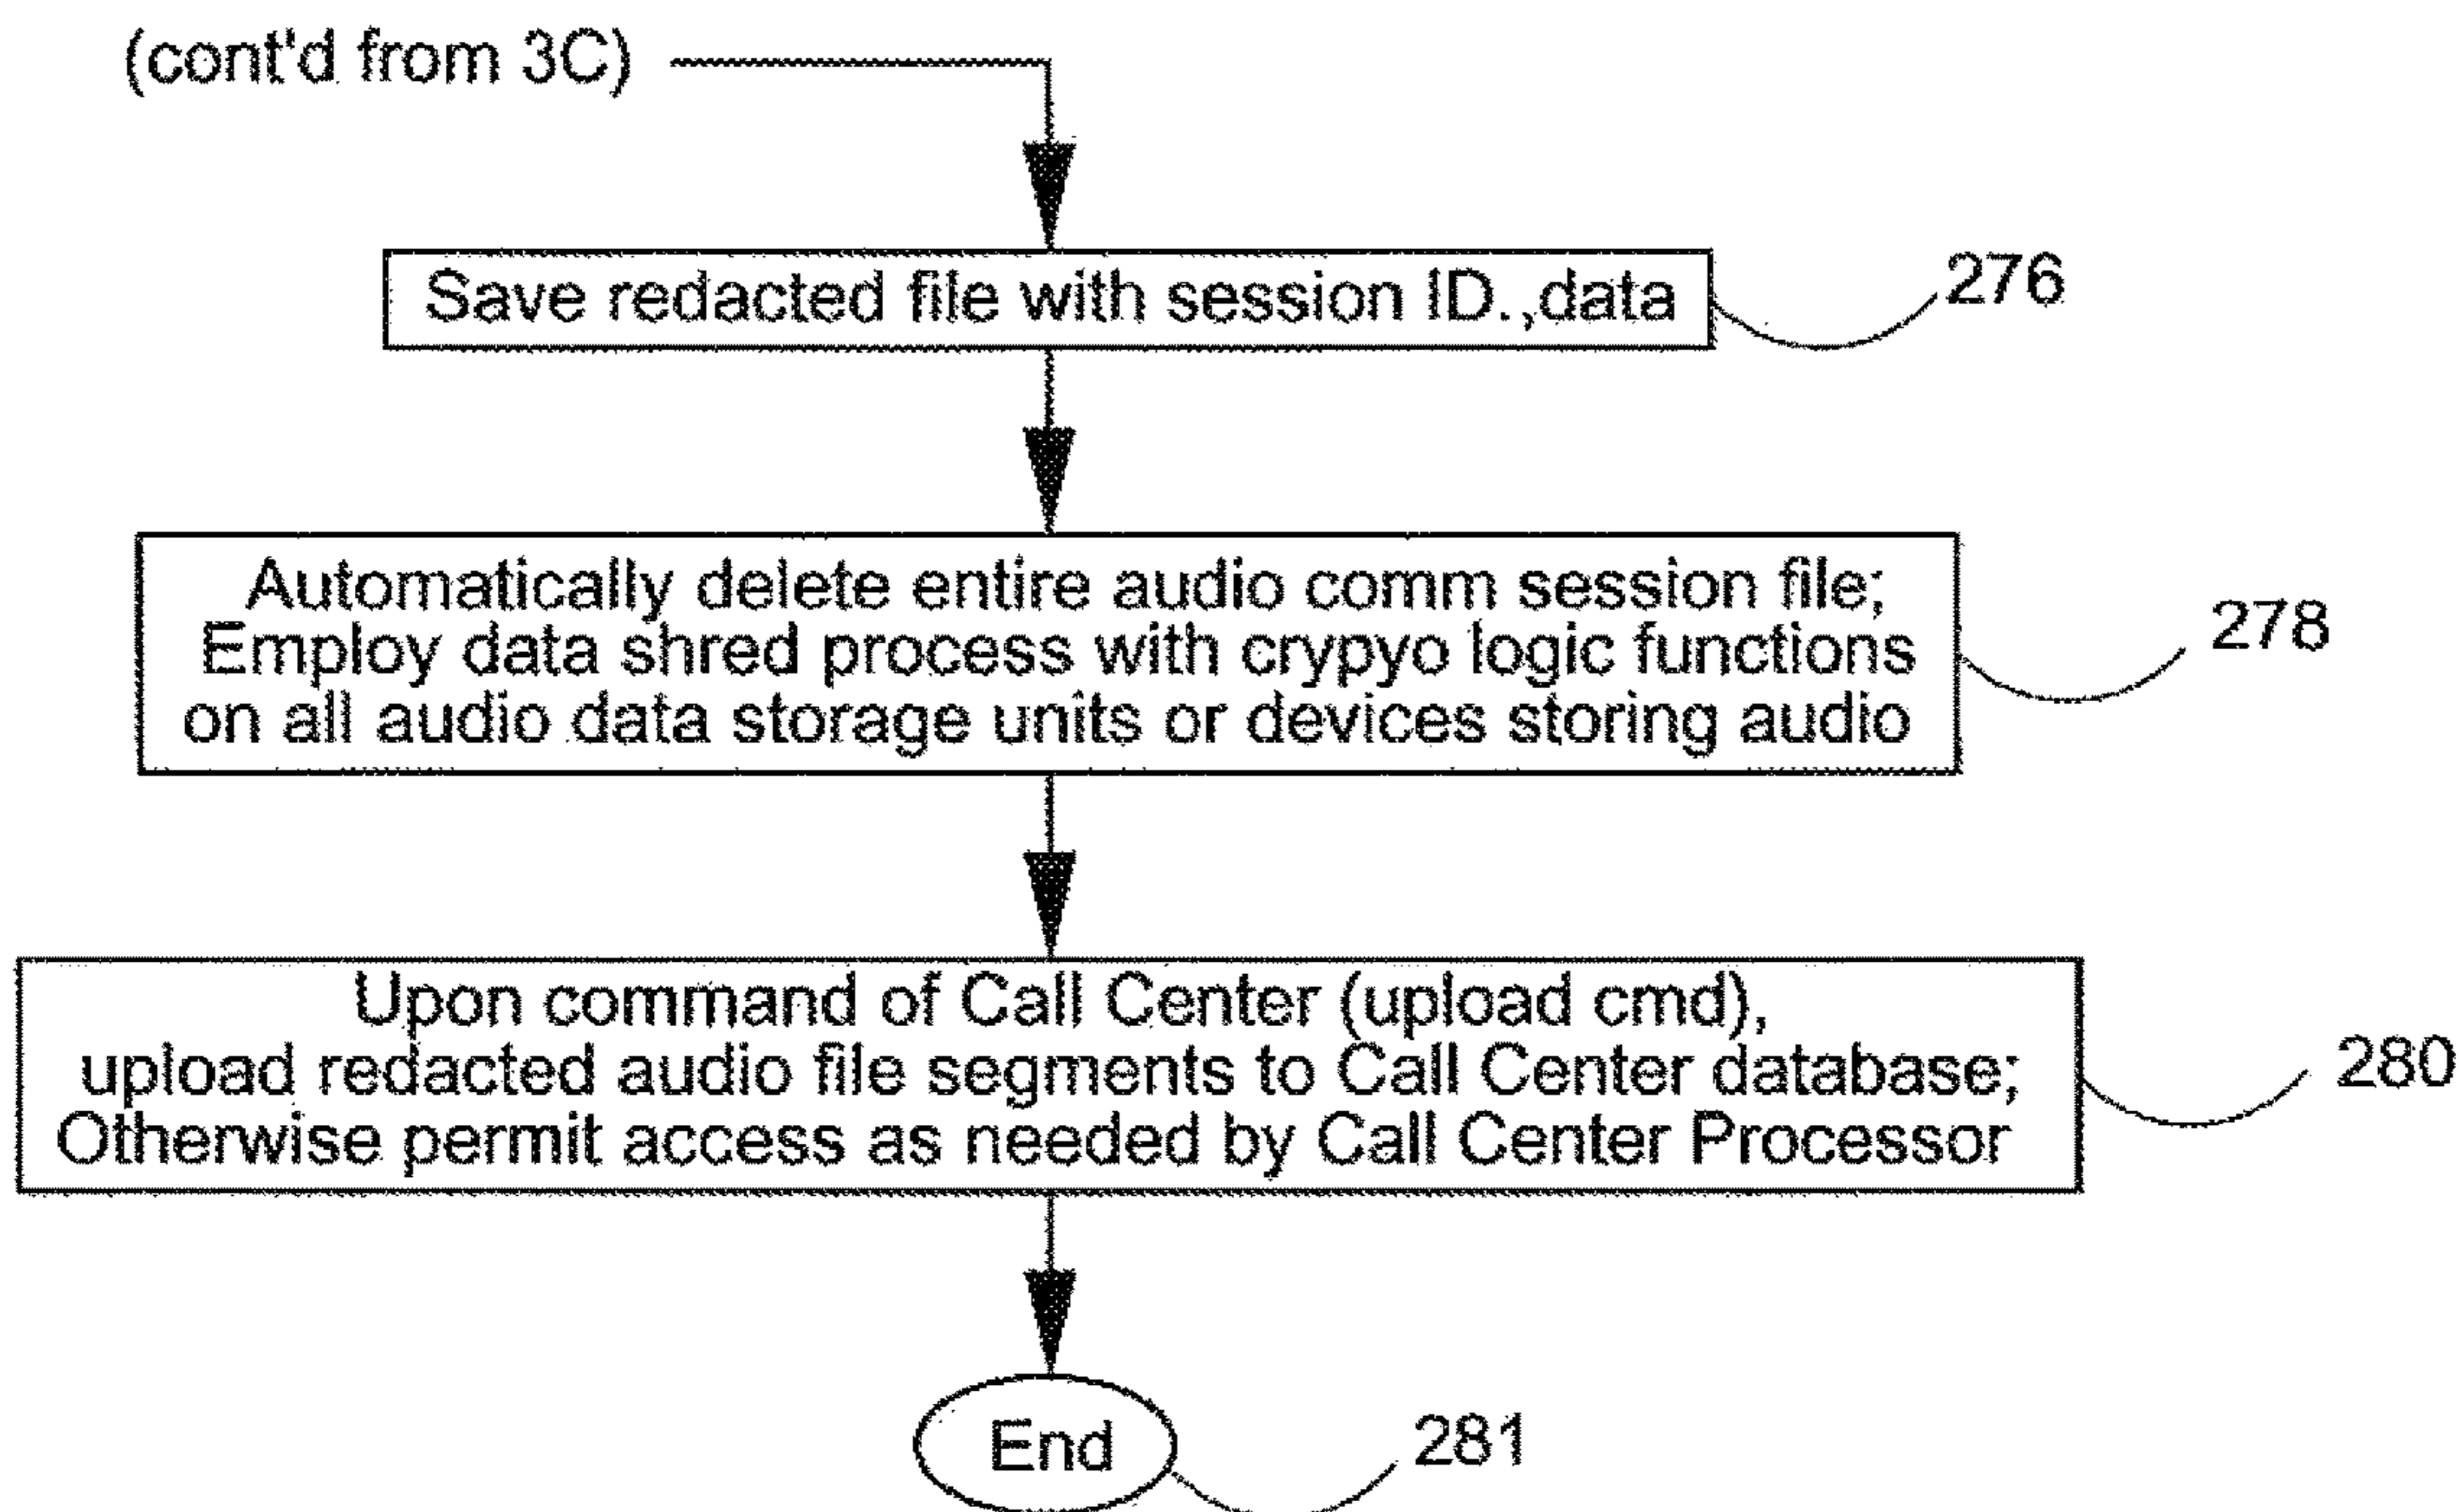 (cont'd from 3C)
Save redacted file with session ID.,data
276
Automatically delete entire audio comm session file;
Employ data shred process with crypyo logic functions
on all audio data storage units or devices storing audio
278
Upon command of Call Center (upload cmd),
upload redacted audio file segments to Call Center database;
Otherwise permit access as needed by Call Center Processor
280
End
281